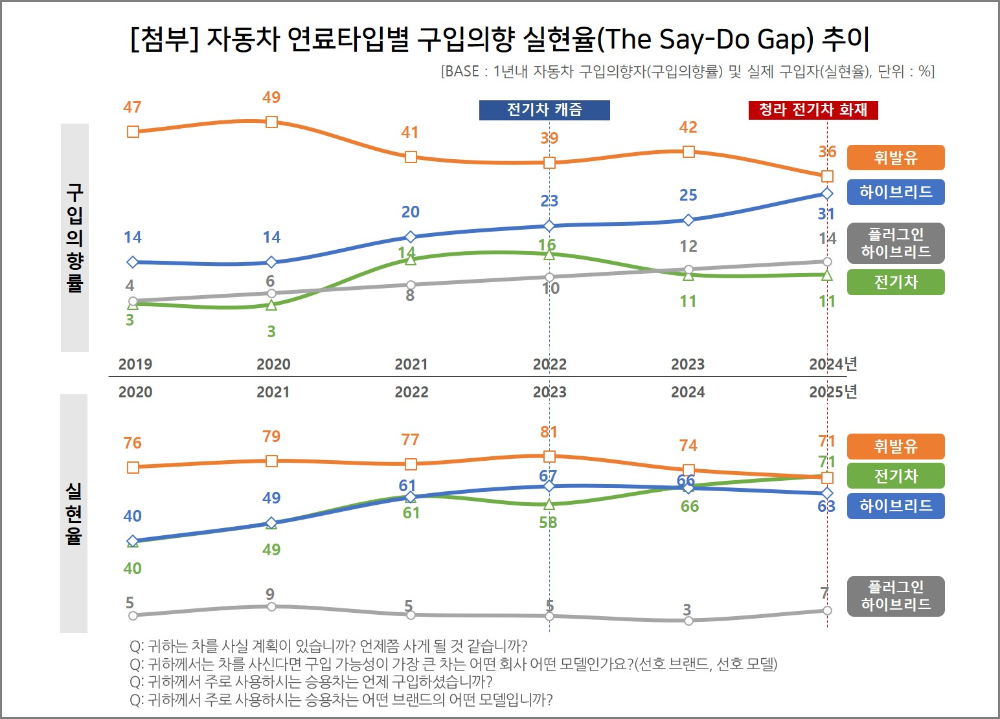 [첨부] 자동차 연료타입별 구입의향 실현율(The Say-Do Gap) 추이
[BASE : 1년내 자동차 구입의향자(구입의향률) 및 실제 구입자(실현율), 단위 : %]
전기차 캐즘
청라 전기차 화재
구입의향률
47 49 41 39 42 36
휘발유
14 14 20 23 25 31
하이브리드
4 6 8 10 12 14
플러그인
하이브리드
3 3 14 16 11 11
전기차
2019 2020 2021 2022 2023 2024년
2020 2021 2022 2023 2024 2025년
실현율
76 79 77 81 74 71
휘발유
40 49 61 58 66 71
전기차
40 49 61 67 66 63
하이브리드
5 9 5 5 3 7
플러그인
하이브리드
Q: 귀하는 차를 사실 계획이 있습니까? 언제쯤 사게 될 것 같습니까?
Q: 귀하께서는 차를 사신다면 구입 가능성이 가장 큰 차는 어떤 회사 어떤 모델인가요?(선호 브랜드, 선호 모델)
Q: 귀하께서 주로 사용하시는 승용차는 언제 구입하셨습니까?
Q: 귀하께서 주로 사용하시는 승용차는 어떤 브랜드의 어떤 모델입니까?